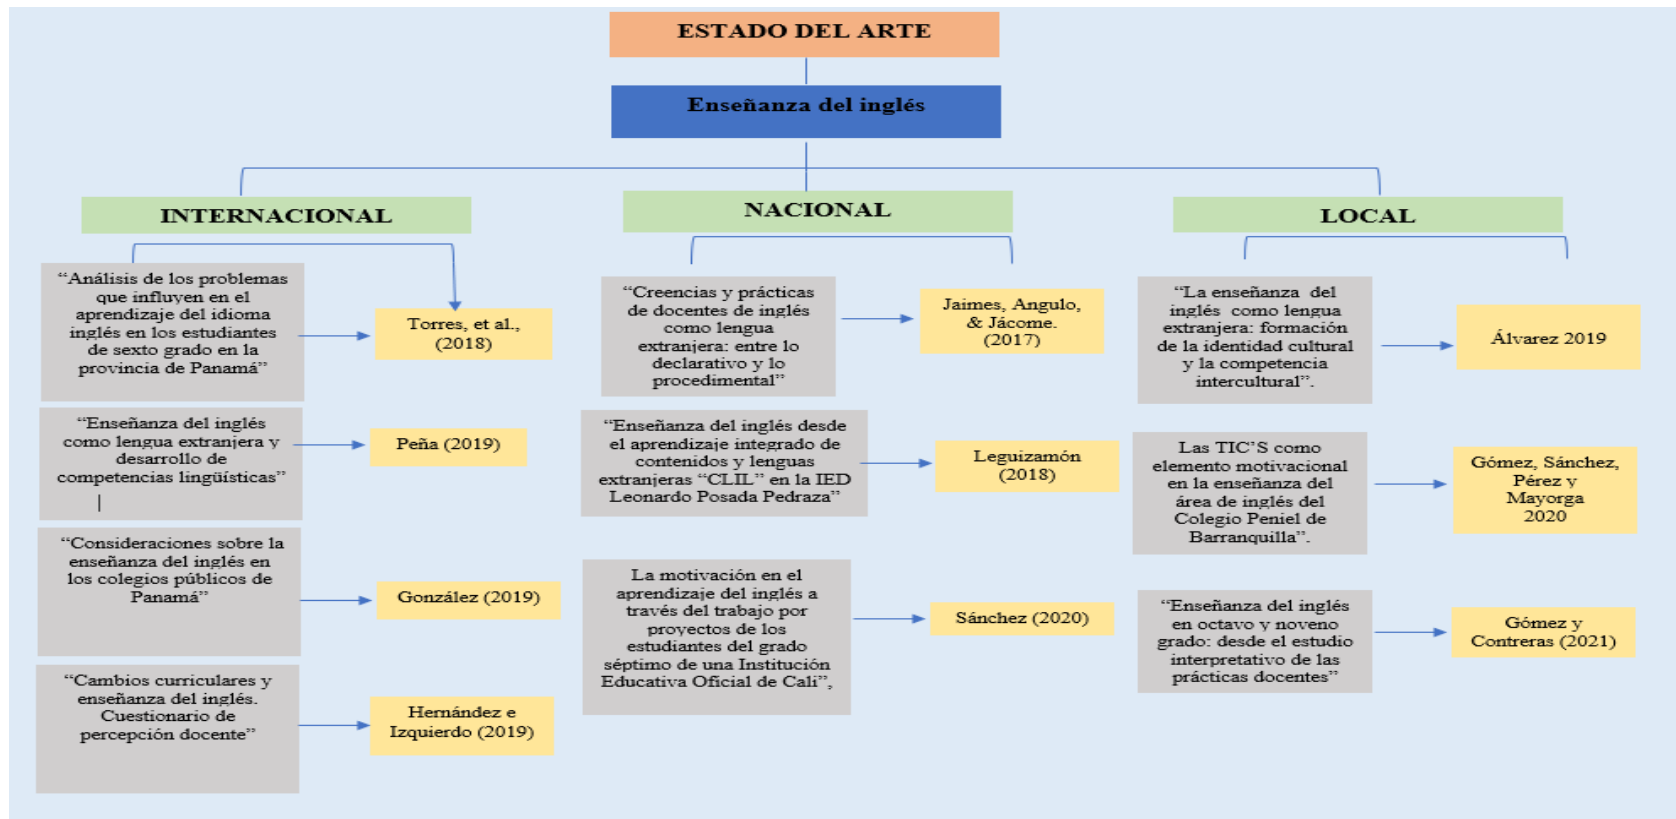 ESTADO DEL ARTE
Enseñanza del inglés
INTERNACIONAL
“Análisis de los problemas
que influyen en el
aprendizaje del idioma
inglés en los estudiantes
de sexto grado en la
provincia de Panamá”
Torres, et al.,
(2018)
“Enseñanza del inglés
como lengua extranjera y
desarrollo de
competencias lingüísticas”
Peña (2019)
“Consideraciones sobre la
enseñanza del inglés en
los colegios públicos de
Panamá”
González (2019)
“Cambios curriculares y
enseñanza del inglés.
Cuestionario de
percepción docente”
Hernández e
Izquierdo (2019)
NACIONAL
“Creencias y prácticas
de docentes de inglés
como lengua
extranjera: entre lo
declarativo y lo
procedimental”
Jaimes, Angulo,
& Jácome.
(2017)
“Enseñanza del inglés desde
el aprendizaje integrado de
contenidos y lenguas
extranjeras “CLIL” en la IED
Leonardo Posada Pedraza”
Leguizamón
(2018)
La motivación en el
aprendizaje del inglés a
través del trabajo por
proyectos de los
estudiantes del grado
séptimo de una Institución
Educativa Oficial de Cali”,
Sánchez (2020)
LOCAL
“La enseñanza del
inglés como lengua
extranjera: formación
de la identidad cultural
y la competencia
intercultural”.
Álvarez 2019
Las TIC’S como
elemento motivacional
en la enseñanza del
área de inglés del
Colegio Peniel de
Barranquilla”.
Gómez, Sánchez,
Pérez y
Mayorga
2020
“Enseñanza del inglés
en octavo y noveno
grado: desde el estudio
interpretativo de las
prácticas docentes”
Gómez y
Contreras (2021)